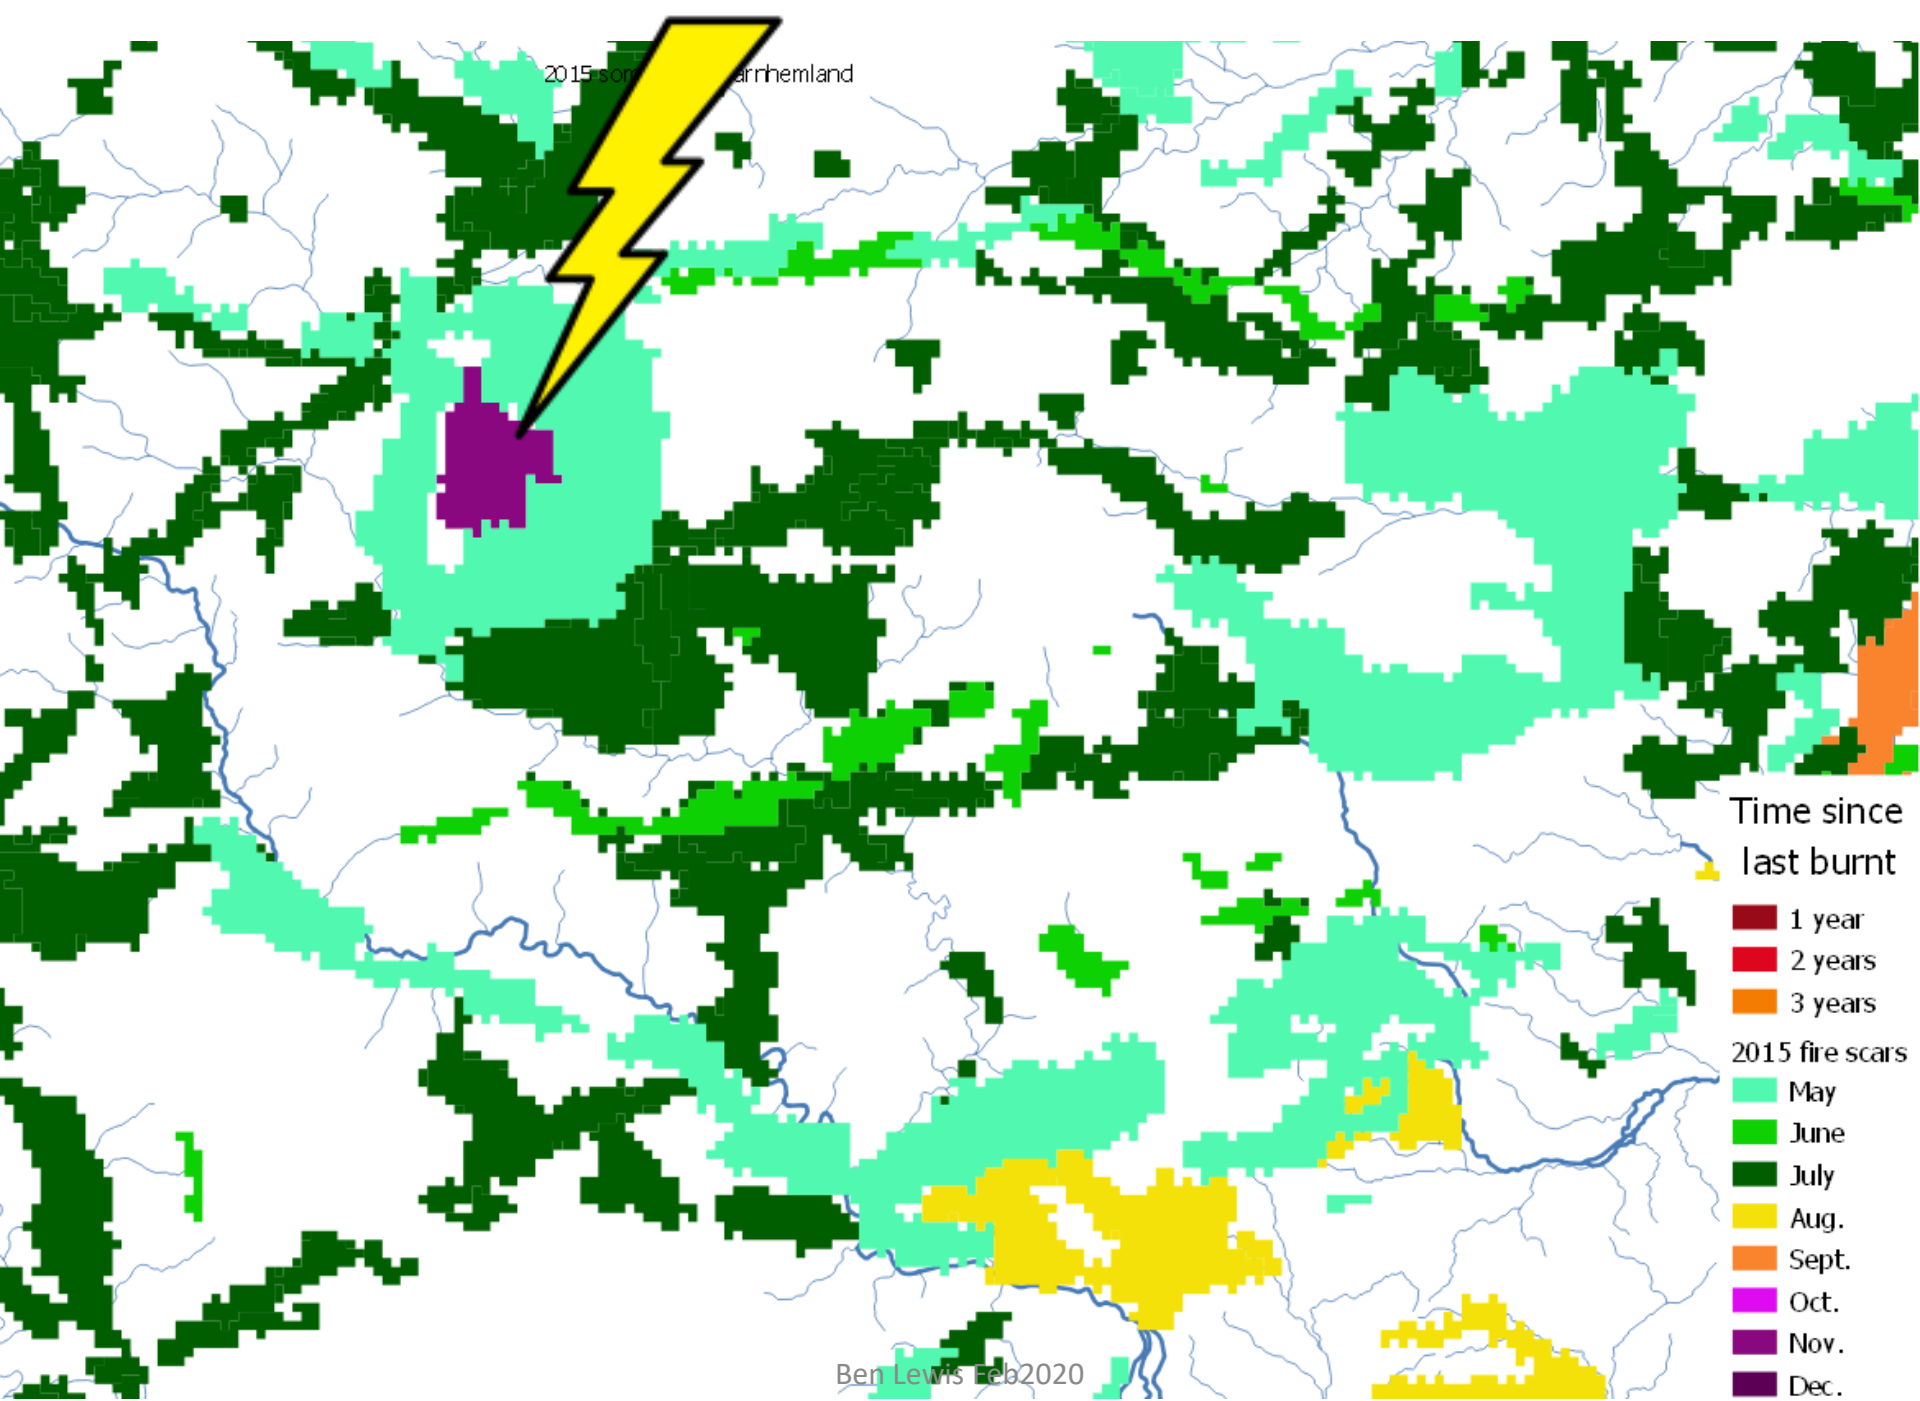 2015 som arnhemland
Time since
last burnt
1 year
2 years
3 years
2015 fire scars
May
June
July
Aug.
Sept.
Oct.
Nov.
Dec.
Ben Lewis Feb2020